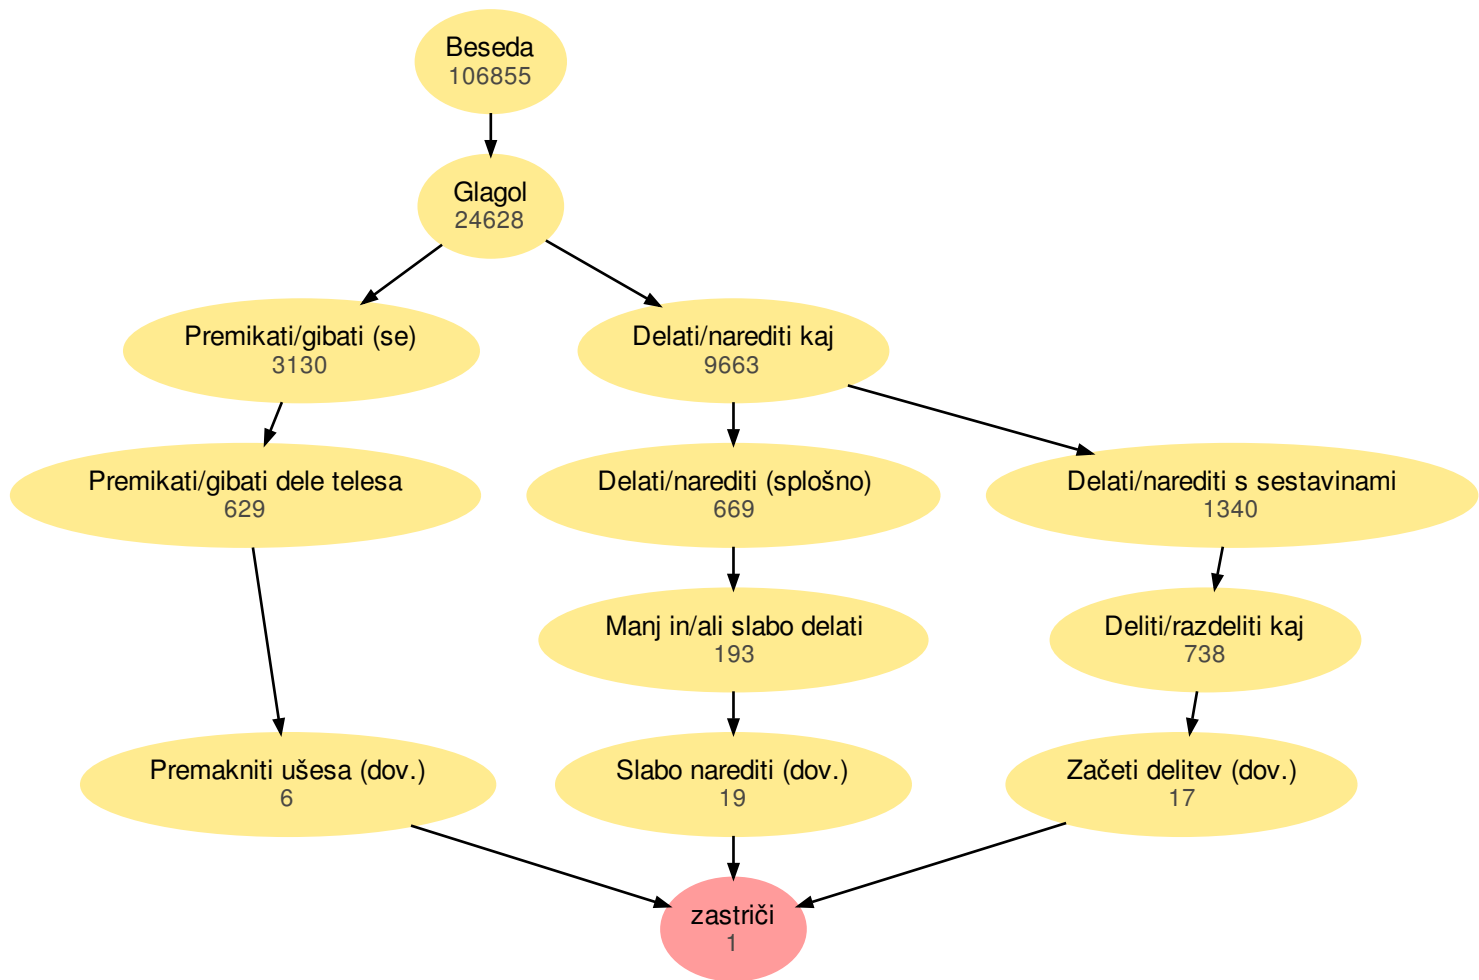 Beseda
106855
Glagol
24628
Premikati/gibati (se)
3130
Delati/narediti kaj
9663
Premikati/gibati dele telesa
629
Delati/narediti (splošno)
669
Delati/narediti s sestavinami
1340
Manj in/ali slabo delati
193
Deliti/razdeliti kaj
738
Premakniti ušesa (dov.)
6
Slabo narediti (dov.)
19
Začeti delitev (dov.)
17
zastriči
1